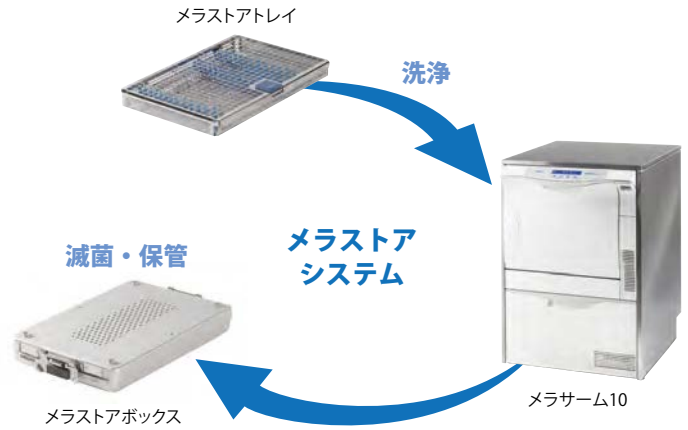 メラストアトレイ
洗浄
メラストア
システム
滅菌・保管
メラサーム10
メラストアボックス